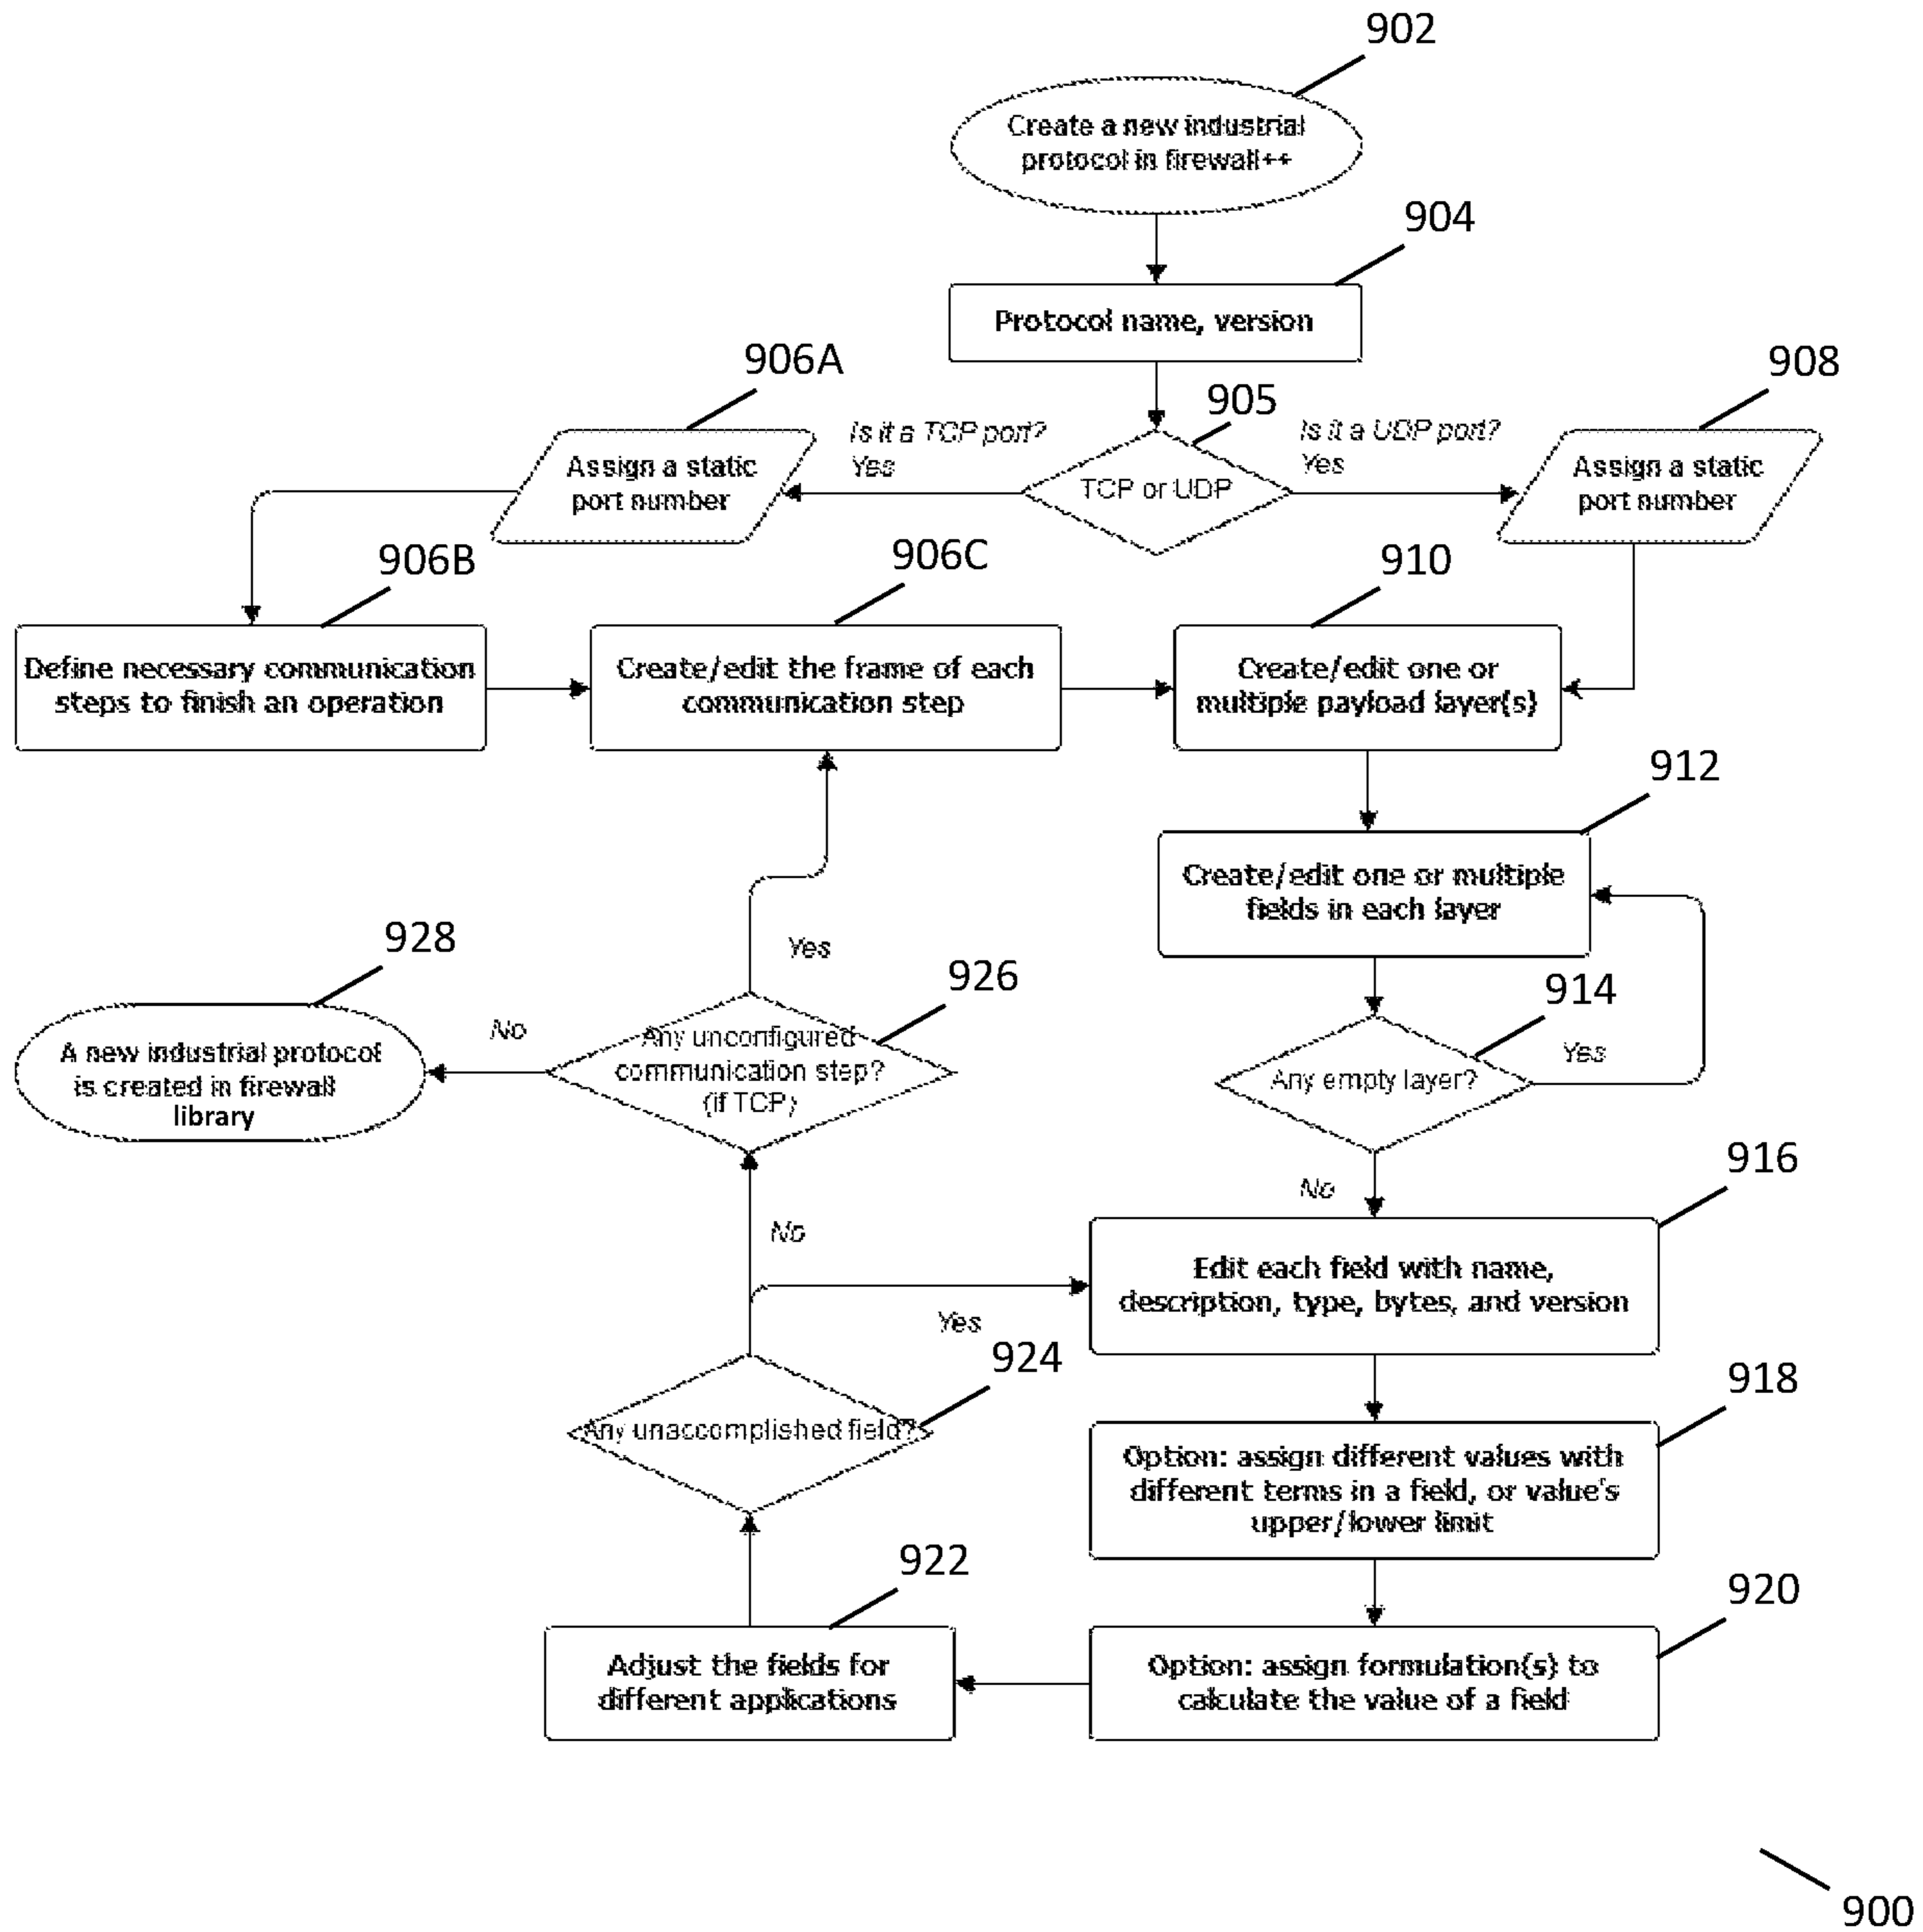 902
Create a new industrial
protocol in firewall++
904
Protocol name, version
906A
905
908
Is it a TCP port?
Yes
Is it a UDP port?
Yes
Assign a static
port number
TCP or UDP
Assign a static
port number
906B
906C
910
Define necessary communication
steps to finish an operation
Create/edit the frame of each
communication step
Create/edit one or
multiple payload layer(s)
912
Create/edit one or multiple
fields in each layer
928
Yes
926
914
No
Any unconfigured
communication step?
(if TCP)
A new industrial protocol
is created in firewall
library
Any empty layer?
Yes
916
No
No
Edit each field with name,
description, type, bytes, and version
Yes
924
918
Any unaccomplished field?
Option: assign different values with
different terms in a field, or value's
upper/lower limit
922
920
Adjust the fields for
different applications
Option: assign formulation(s) to
calculate the value of a field
900